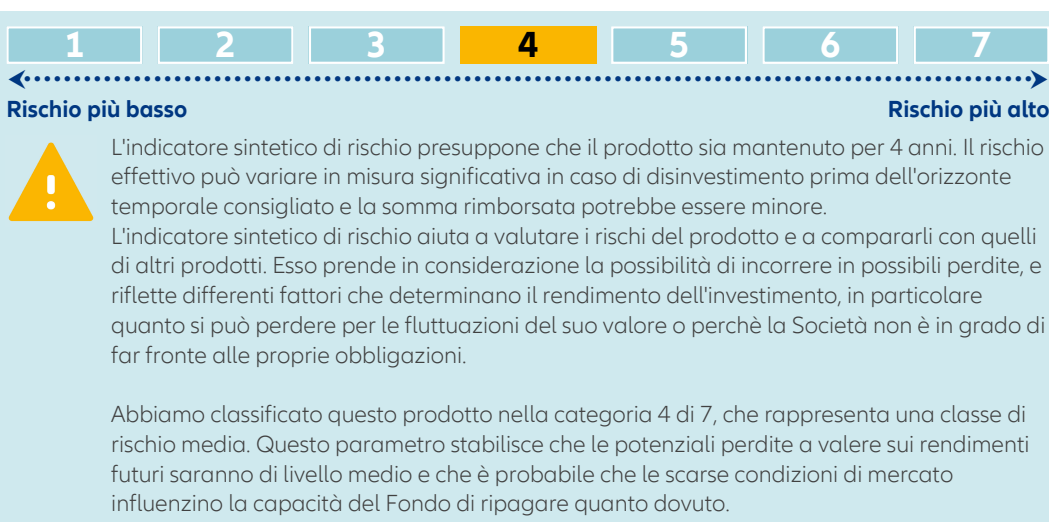 1 2 3 4 5 6 7
Rischio più basso Rischio più alto
L'indicatore sintetico di rischio presuppone che il prodotto sia mantenuto per 4 anni. Il rischio
effettivo può variare in misura significativa in caso di disinvestimento prima dell'orizzonte
temporale consigliato e la somma rimborsata potrebbe essere minore.
L'indicatore sintetico di rischio aiuta a valutare i rischi del prodotto e a compararli con quelli
di altri prodotti. Esso prende in considerazione la possibilità di incorrere in possibili perdite, e
riflette differenti fattori che determinano il rendimento dell'investimento, in particolare
quanto si può perdere per le fluttuazioni del suo valore o perchè la Società non è in grado di
far fronte alle proprie obbligazioni.
Abbiamo classificato questo prodotto nella categoria 4 di 7, che rappresenta una classe di
rischio media. Questo parametro stabilisce che le potenziali perdite a valere sui rendimenti
futuri saranno di livello medio e che è probabile che le scarse condizioni di mercato
influenzino la capacità del Fondo di ripagare quanto dovuto.